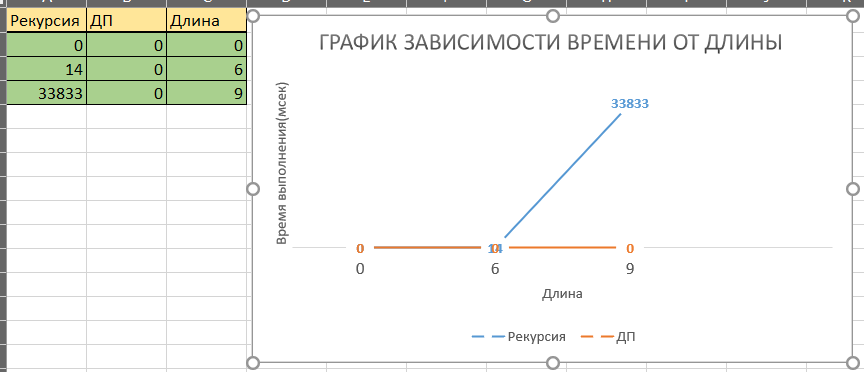 Рекурсия ДП Длина
0 0 0
14 0 6
33833 0 9
ГРАФИК ЗАВИСИМОСТИ ВРЕМЕНИ ОТ ДЛИНЫ
Время выполнения(мсек)
33833
0 14 0 0
0 6 9
Длина
Рекурсия ДП